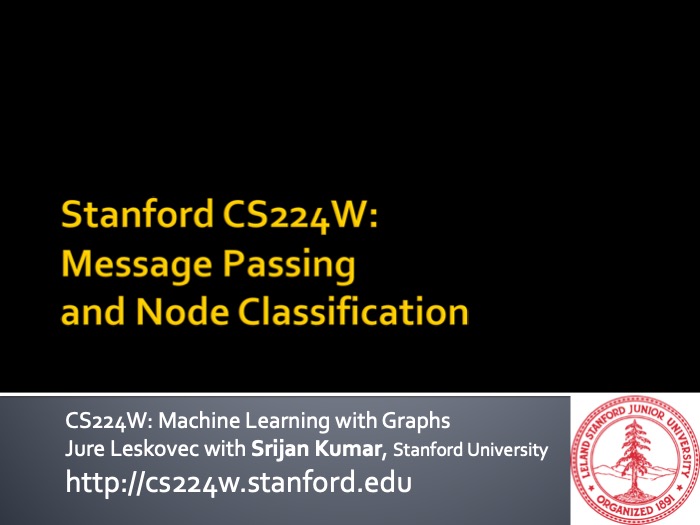 Stanford CS224W:
Message Passing
and Node Classification
CS224W: Machine Learning with Graphs
Jure Leskovec with Srijan Kumar, Stanford University
http://cs224w.stanford.edu
LELAND STANFORD JUNIOR UNIVERSITY
ORGANIZED 1891